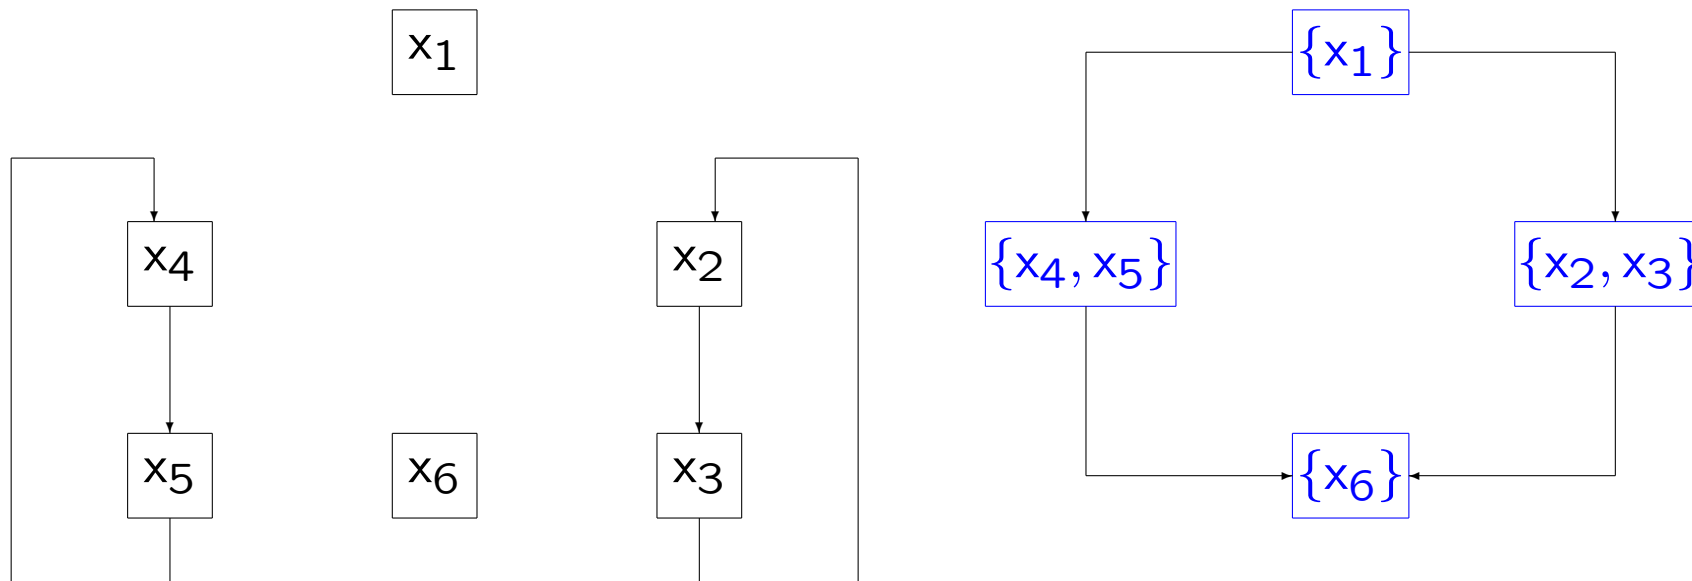 x₁
{x₁}
x₄
x₂
{x₄, x₅}
{x₂, x₃}
x₅
x₆
x₃
{x₆}